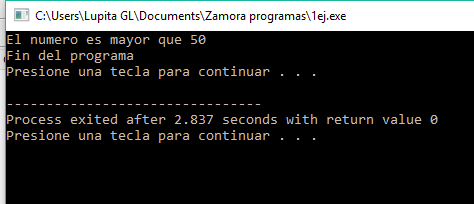 C:\Users\Lupita GL\Documents\Zamora programas\1ej.exe
El numero es mayor que 50
Fin del programa
Presione una tecla para continuar . . .
--------------------------------
Process exited after 2.837 seconds with return value 0
Presione una tecla para continuar . . .